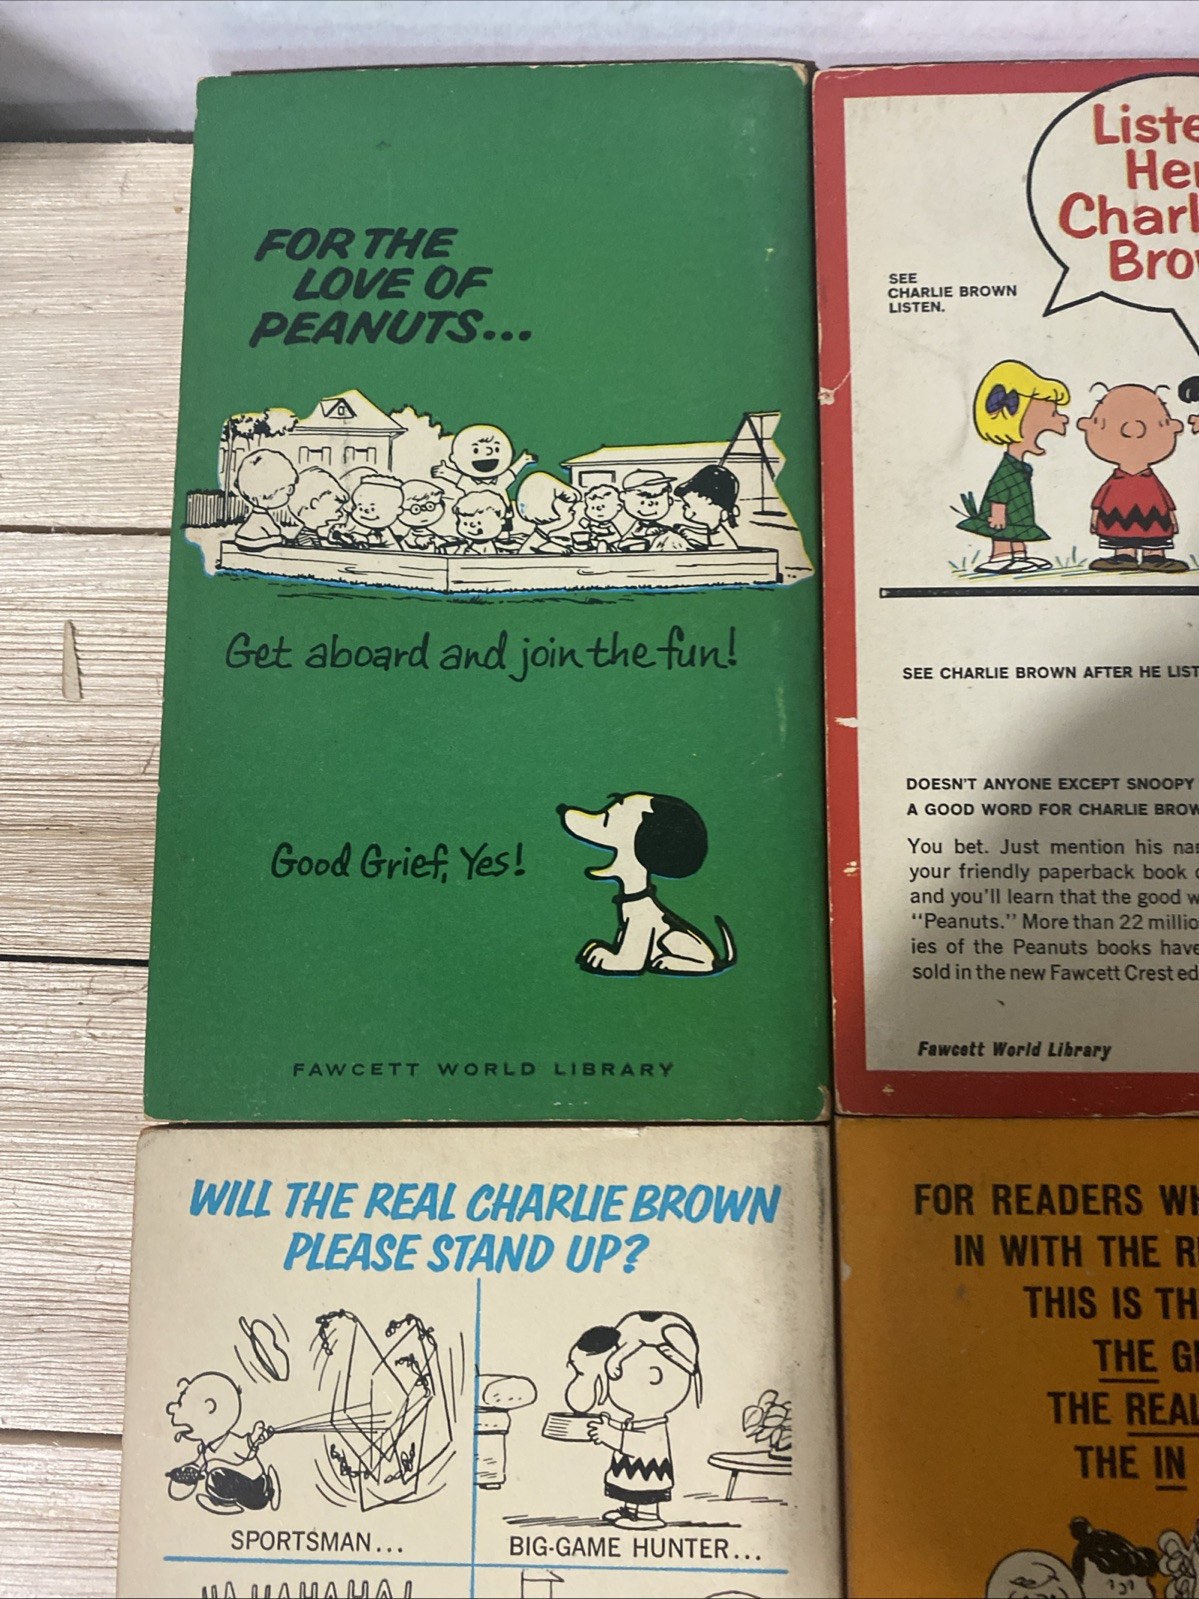 FOR THE
LOVE OF
PEANUTS...
Get aboard and join the fun!
Good Grief, Yes!
FAWCETT WORLD LIBRARY
SEE
CHARLIE BROWN
LISTEN.
SEE CHARLIE BROWN AFTER HE
DOESN'T ANYONE EXCEPT SNOOPY
A GOOD WORD FOR CHARLIE
You bet. Just mention his
your friendly paperback book
and you'll learn that the good
"Peanuts." More than 22
ies of the Peanuts books have
sold in the new Fawcett Crest
Fawcett World Library
WILL THE REAL CHARLIE BROWN
PLEASE STAND UP?
SPORTSMAN...
BIG-GAME HUNTER...
FOR READERS
IN WITH THE
THIS IS
THE
THE
THE IN